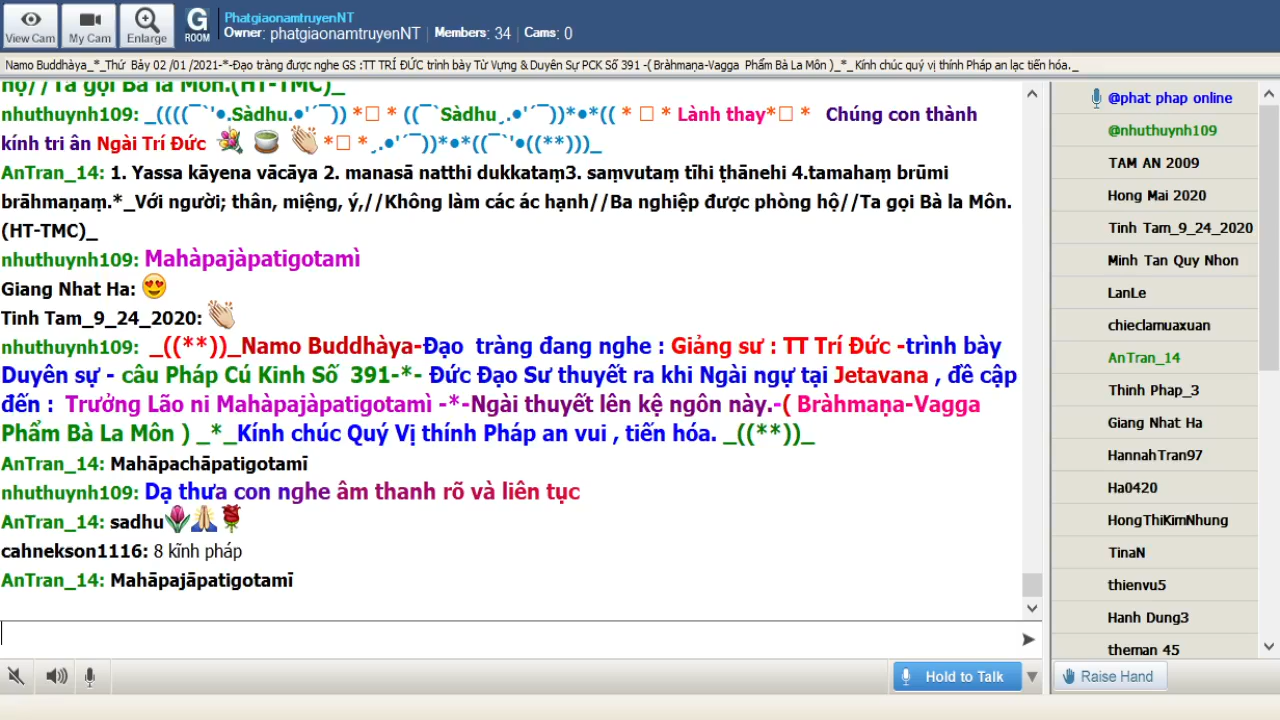 View Cam
My Cam
Enlarge
G
ROOM
PhatgiaonamtruyenNT
Owner: phatgiaonamtruyenNT | Members: 34 | Cams: 0
Namo Buddhàya_*_Thứ Bảy 02 /01 /2021-*-Đạo tràng được nghe GS :TT TRÍ ĐỨC trình bày Từ Vựng & Duyên Sự PCK Số 391 -( Bràhmaṇa-Vagga Phẩm Bà La Môn )_*_ Kính chúc quý vị thính Pháp an lạc tiến hóa._
hộ//Ta gọi Bà la Môn.(HT-TMC)_
nhuthuynh109: _((((¯`'•.Sàdhu.•'´¯)) *□ * ((¯`Sàdhu¸.•'´¯))*•*(( * □ * Lành thay*□ * Chúng con thành
kính tri ân Ngài Trí Đức *□ *¸.•'´¯))*•*((¯`'•((**)))_
AnTran_14: 1. Yassa kāyena vācāya 2. manasā natthi dukkataṃ3. saṃvutaṃ tīhi ṭhānehi 4.tamahaṃ brūmi
brāhmaṇaṃ.*_Với người; thân, miệng, ý,//Không làm các ác hạnh//Ba nghiệp được phòng hộ//Ta gọi Bà la Môn.
(HT-TMC)_
nhuthuynh109: Mahàpajàpatigotamì
Giang Nhat Ha:
Tinh Tam_9_24_2020:
nhuthuynh109: _((**))_Namo Buddhàya-Đạo tràng đang nghe : Giảng sư : TT Trí Đức -trình bày
Duyên sự - câu Pháp Cú Kinh Số 391-*- Đức Đạo Sư thuyết ra khi Ngài ngự tại Jetavana , đề cập
đến : Trưởng Lão ni Mahàpajàpatigotamì -*-Ngài thuyết lên kệ ngôn này.-( Bràhmaṇa-Vagga
Phẩm Bà La Môn ) _*_Kính chúc Quý Vị thính Pháp an vui , tiến hóa. _((**))_
AnTran_14: Mahāpachāpatigotamī
nhuthuynh109: Dạ thưa con nghe âm thanh rõ và liên tục
AnTran_14: sadhu
cahnekson1116: 8 kĩnh pháp
AnTran_14: Mahāpajāpatigotamī
Hold to Talk
@phat phap online
@nhuthuynh109
TAM AN 2009
Hong Mai 2020
Tinh Tam_9_24_2020
Minh Tan Quy Nhon
LanLe
chieclamuaxuan
AnTran_14
Thinh Phap_3
Giang Nhat Ha
HannahTran97
Ha0420
HongThiKimNhung
TinaN
thienvu5
Hanh Dung3
theman 45
Raise Hand